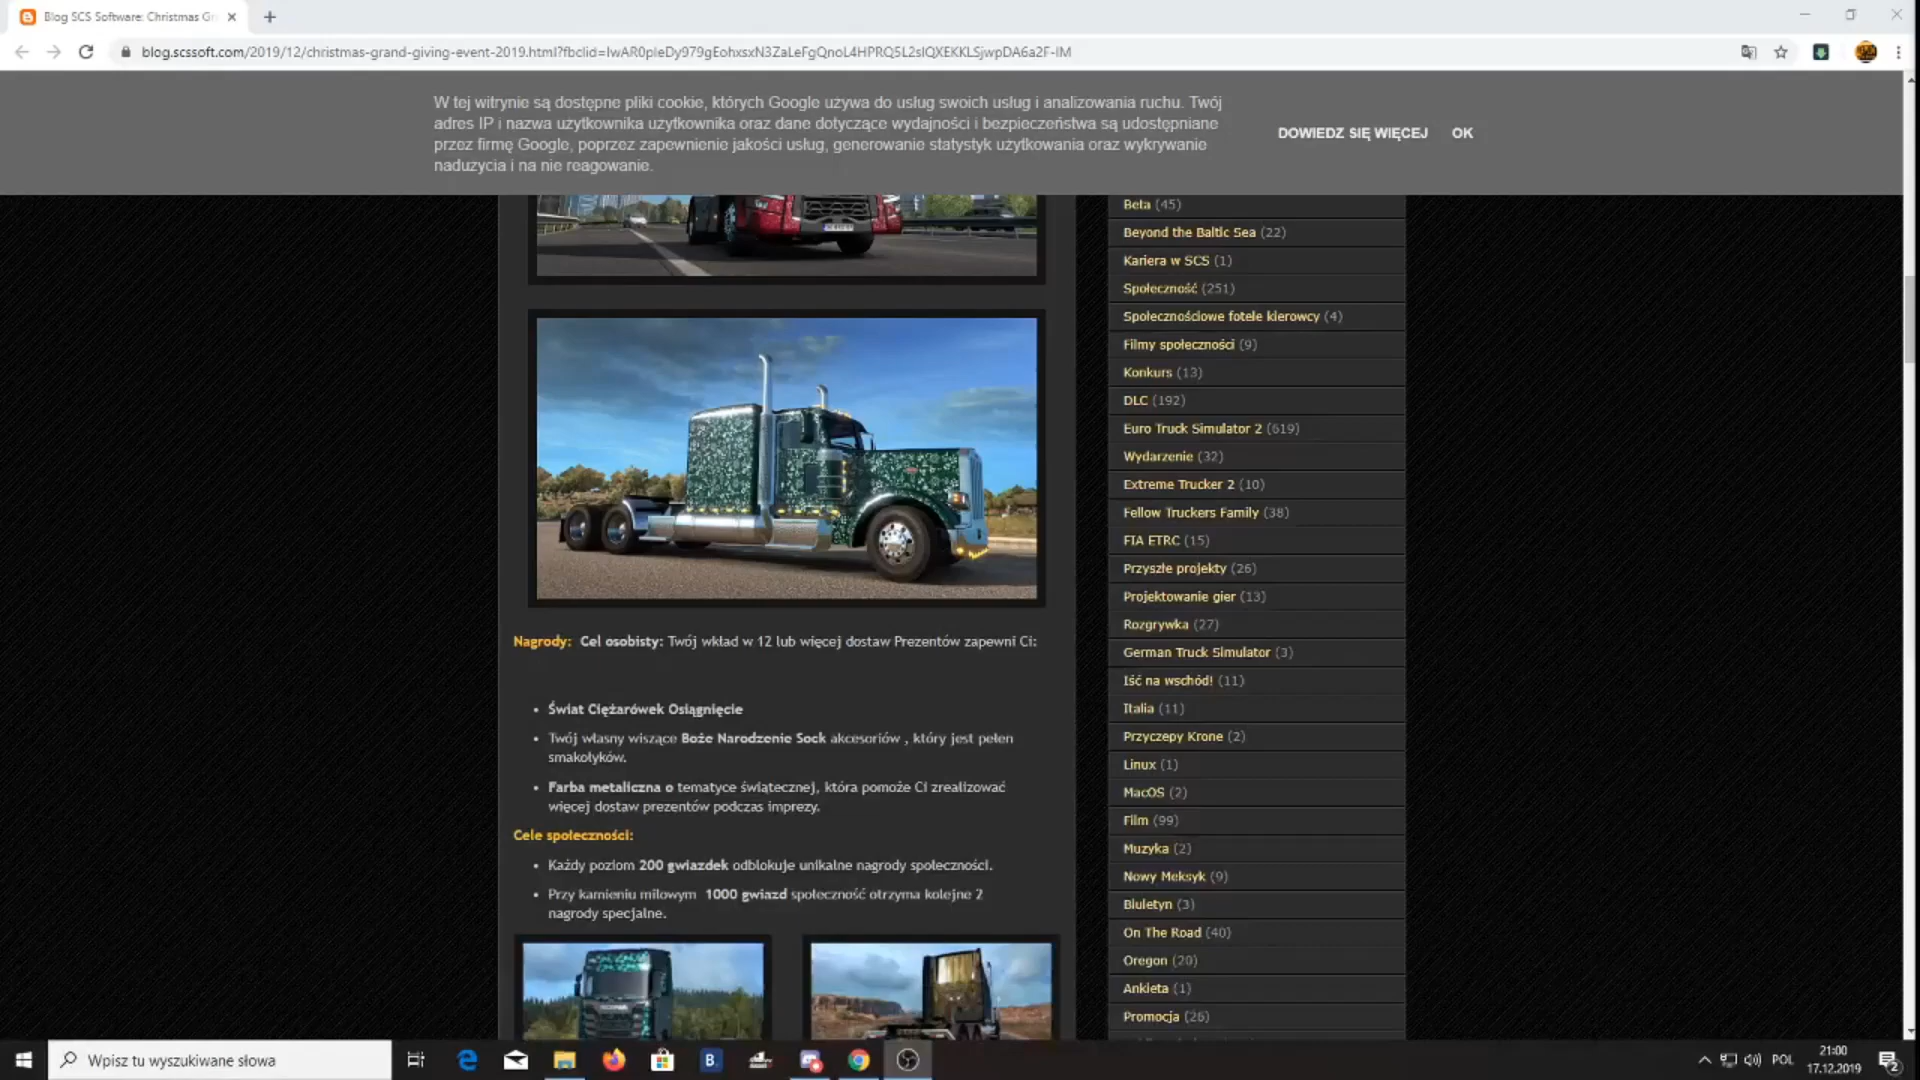 Blog SCS Software: Christmas Gr
blog.scssoft.com/2019/12/christmas-grand-giving-event-2019.html?fbclid=IwAR0pIeDy979gEohxsxN3ZaLeFgQnoL4HPRQ5L2sIQXEKKLSjwpDA6a2F-IM
W tej witrynie są dostępne pliki cookie, których Google używa do usług swoich usług i analizowania ruchu. Twój
adres IP i nazwa użytkownika użytkownika oraz dane dotyczące wydajności i bezpieczeństwa są udostępniane
przez firmę Google, poprzez zapewnienie jakości usług, generowanie statystyk użytkowania oraz wykrywanie
nadużycia i na nie reagowanie.
DOWIEDZ SIĘ WIĘCEJ OK
Nagrody: Cel osobisty: Twój wkład w 12 lub więcej dostaw Prezentów zapewni Ci:
• Świat Ciężarówek Osiągnięcie
• Twój własny wiszące Boże Narodzenie Sock akcesoriów , który jest pełen
smakołyków.
• Farba metaliczna o tematyce świątecznej, która pomoże Ci zrealizować
więcej dostaw prezentów podczas imprezy.
Cele społeczności:
• Każdy poziom 200 gwiazdek odblokuje unikalne nagrody społeczności.
• Przy kamieniu milowym 1000 gwiazd społeczność otrzyma kolejne 2
nagrody specjalne.
Beta (45)
Beyond the Baltic Sea (22)
Kariera w SCS (1)
Społeczność (251)
Społecznościowe fotele kierowcy (4)
Filmy społeczności (9)
Konkurs (13)
DLC (192)
Euro Truck Simulator 2 (619)
Wydarzenie (32)
Extreme Trucker 2 (10)
Fellow Truckers Family (38)
FIA ETRC (15)
Przyszłe projekty (26)
Projektowanie gier (13)
Rozgrywka (27)
German Truck Simulator (3)
Iść na wschód! (11)
Italia (11)
Przyczepy Krone (2)
Linux (1)
MacOS (2)
Film (99)
Muzyka (2)
Nowy Meksyk (9)
Biuletyn (3)
On The Road (40)
Oregon (20)
Ankieta (1)
Promocja (26)
Wpisz tu wyszukiwane słowa
B.
POL
21:00
17.12.2019
2